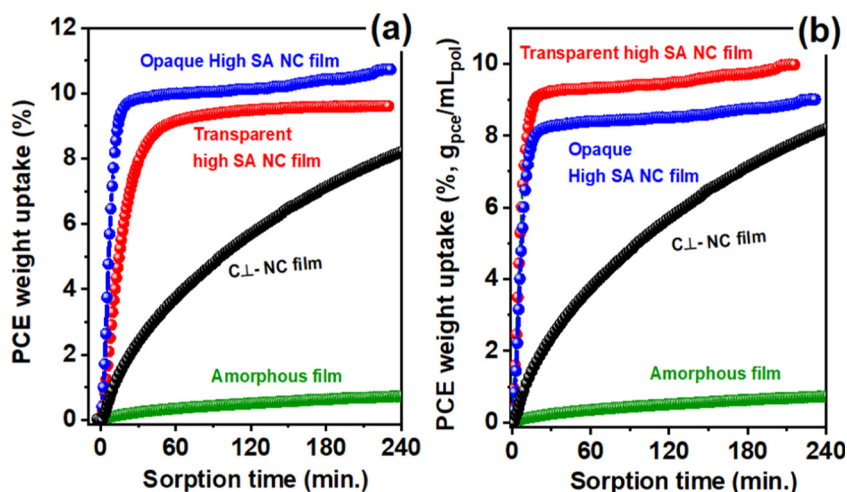 (a)
PCE weight uptake (%)
12
10
8
6
4
2
0
Opaque High SA NC film
Transparent
high SA NC film
C⊥- NC film
Amorphous film
0 60 120 180 240
Sorption time (min.)
(b)
PCE weight uptake (%, g_pce/mL_pol)
10
8
6
4
2
0
Transparent high SA NC film
Opaque
High SA NC film
C⊥- NC film
Amorphous film
0 60 120 180 240
Sorption time (min.)